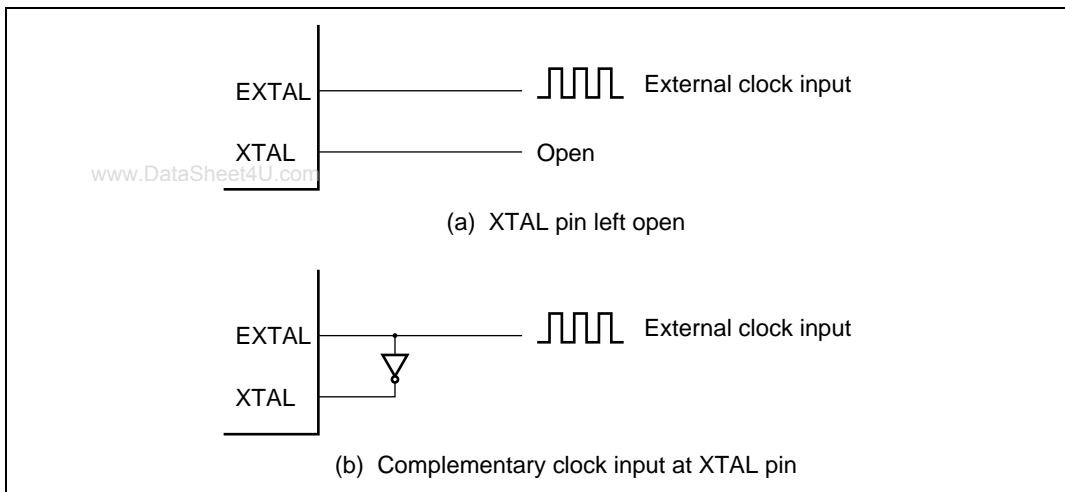 EXTAL External clock input
XTAL Open
www.DataSheet4U.com
(a) XTAL pin left open
EXTAL External clock input
XTAL
(b) Complementary clock input at XTAL pin